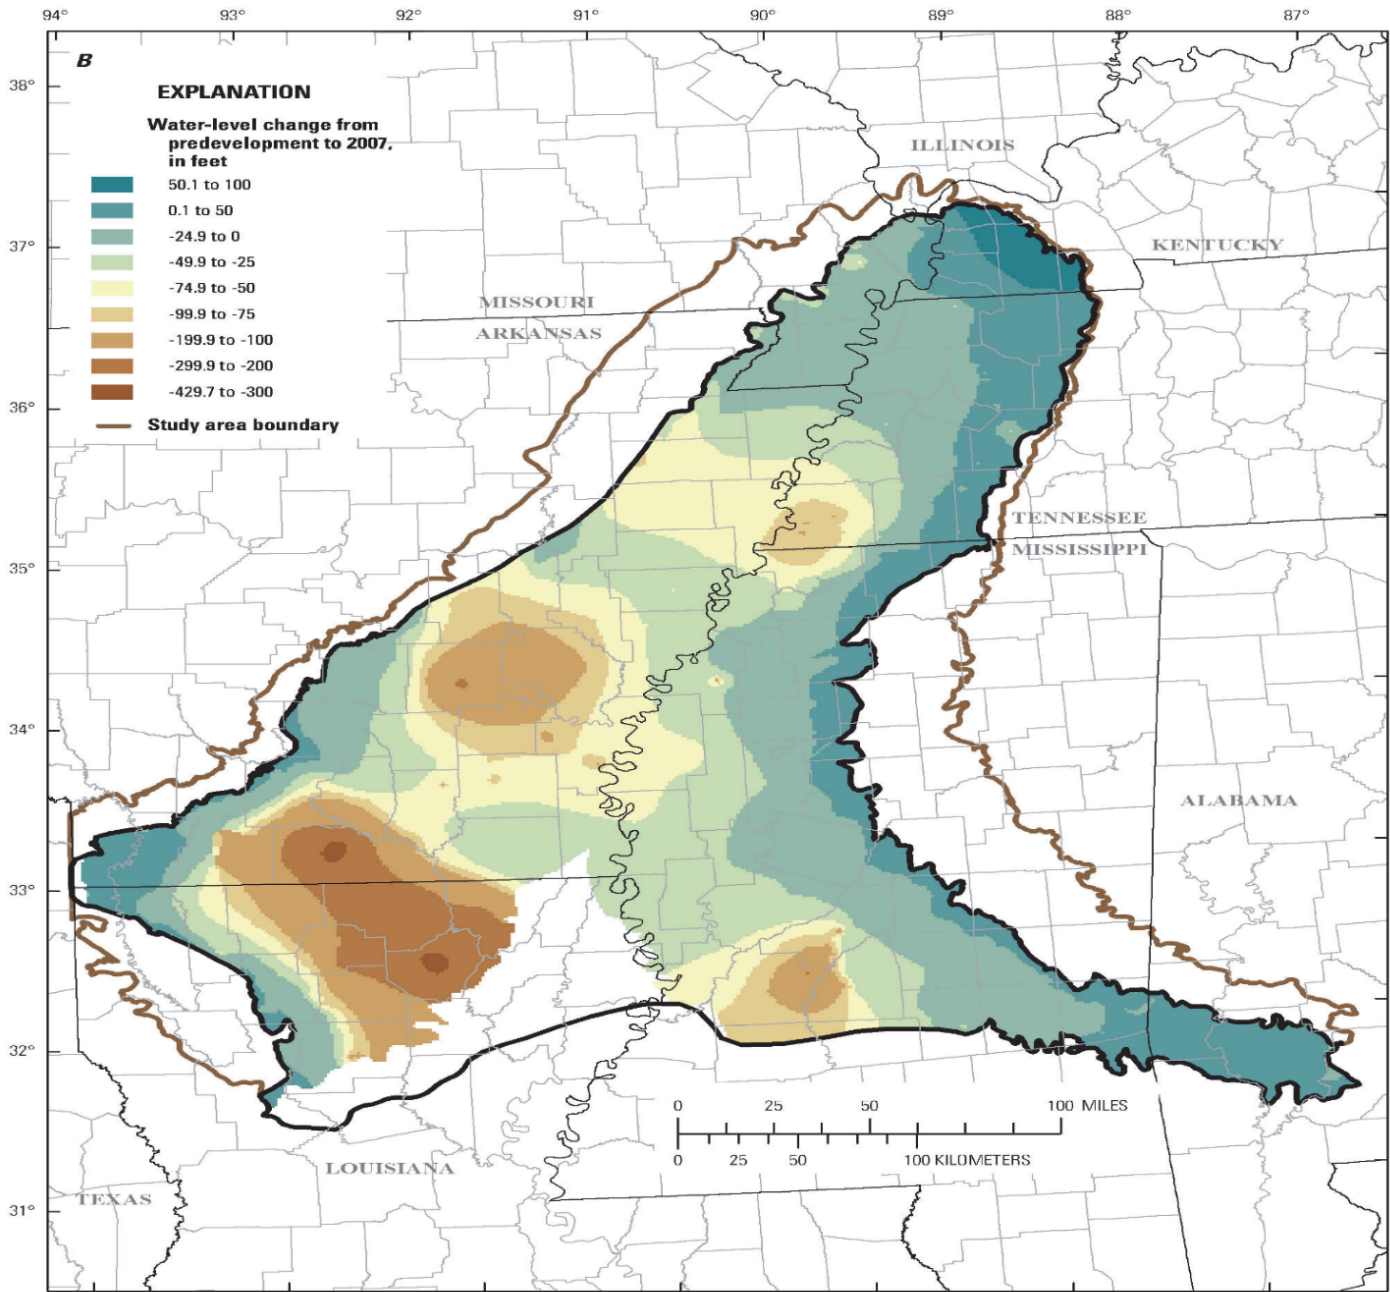 94° 93° 92° 91° 90° 89° 88° 87°
B
38°
EXPLANATION
Water-level change from
predevelopment to 2007,
in feet
50.1 to 100
0.1 to 50
-24.9 to 0
-49.9 to -25
-74.9 to -50
-99.9 to -75
-199.9 to -100
-299.9 to -200
-429.7 to -300
Study area boundary
ILLINOIS
37°
KENTUCKY
MISSOURI
ARKANSAS
36°
TENNESSEE
MISSISSIPPI
35°
34°
ALABAMA
33°
32°
0 25 50 100 MILES
0 25 50 100 KILOMETERS
LOUISIANA
TEXAS
31°